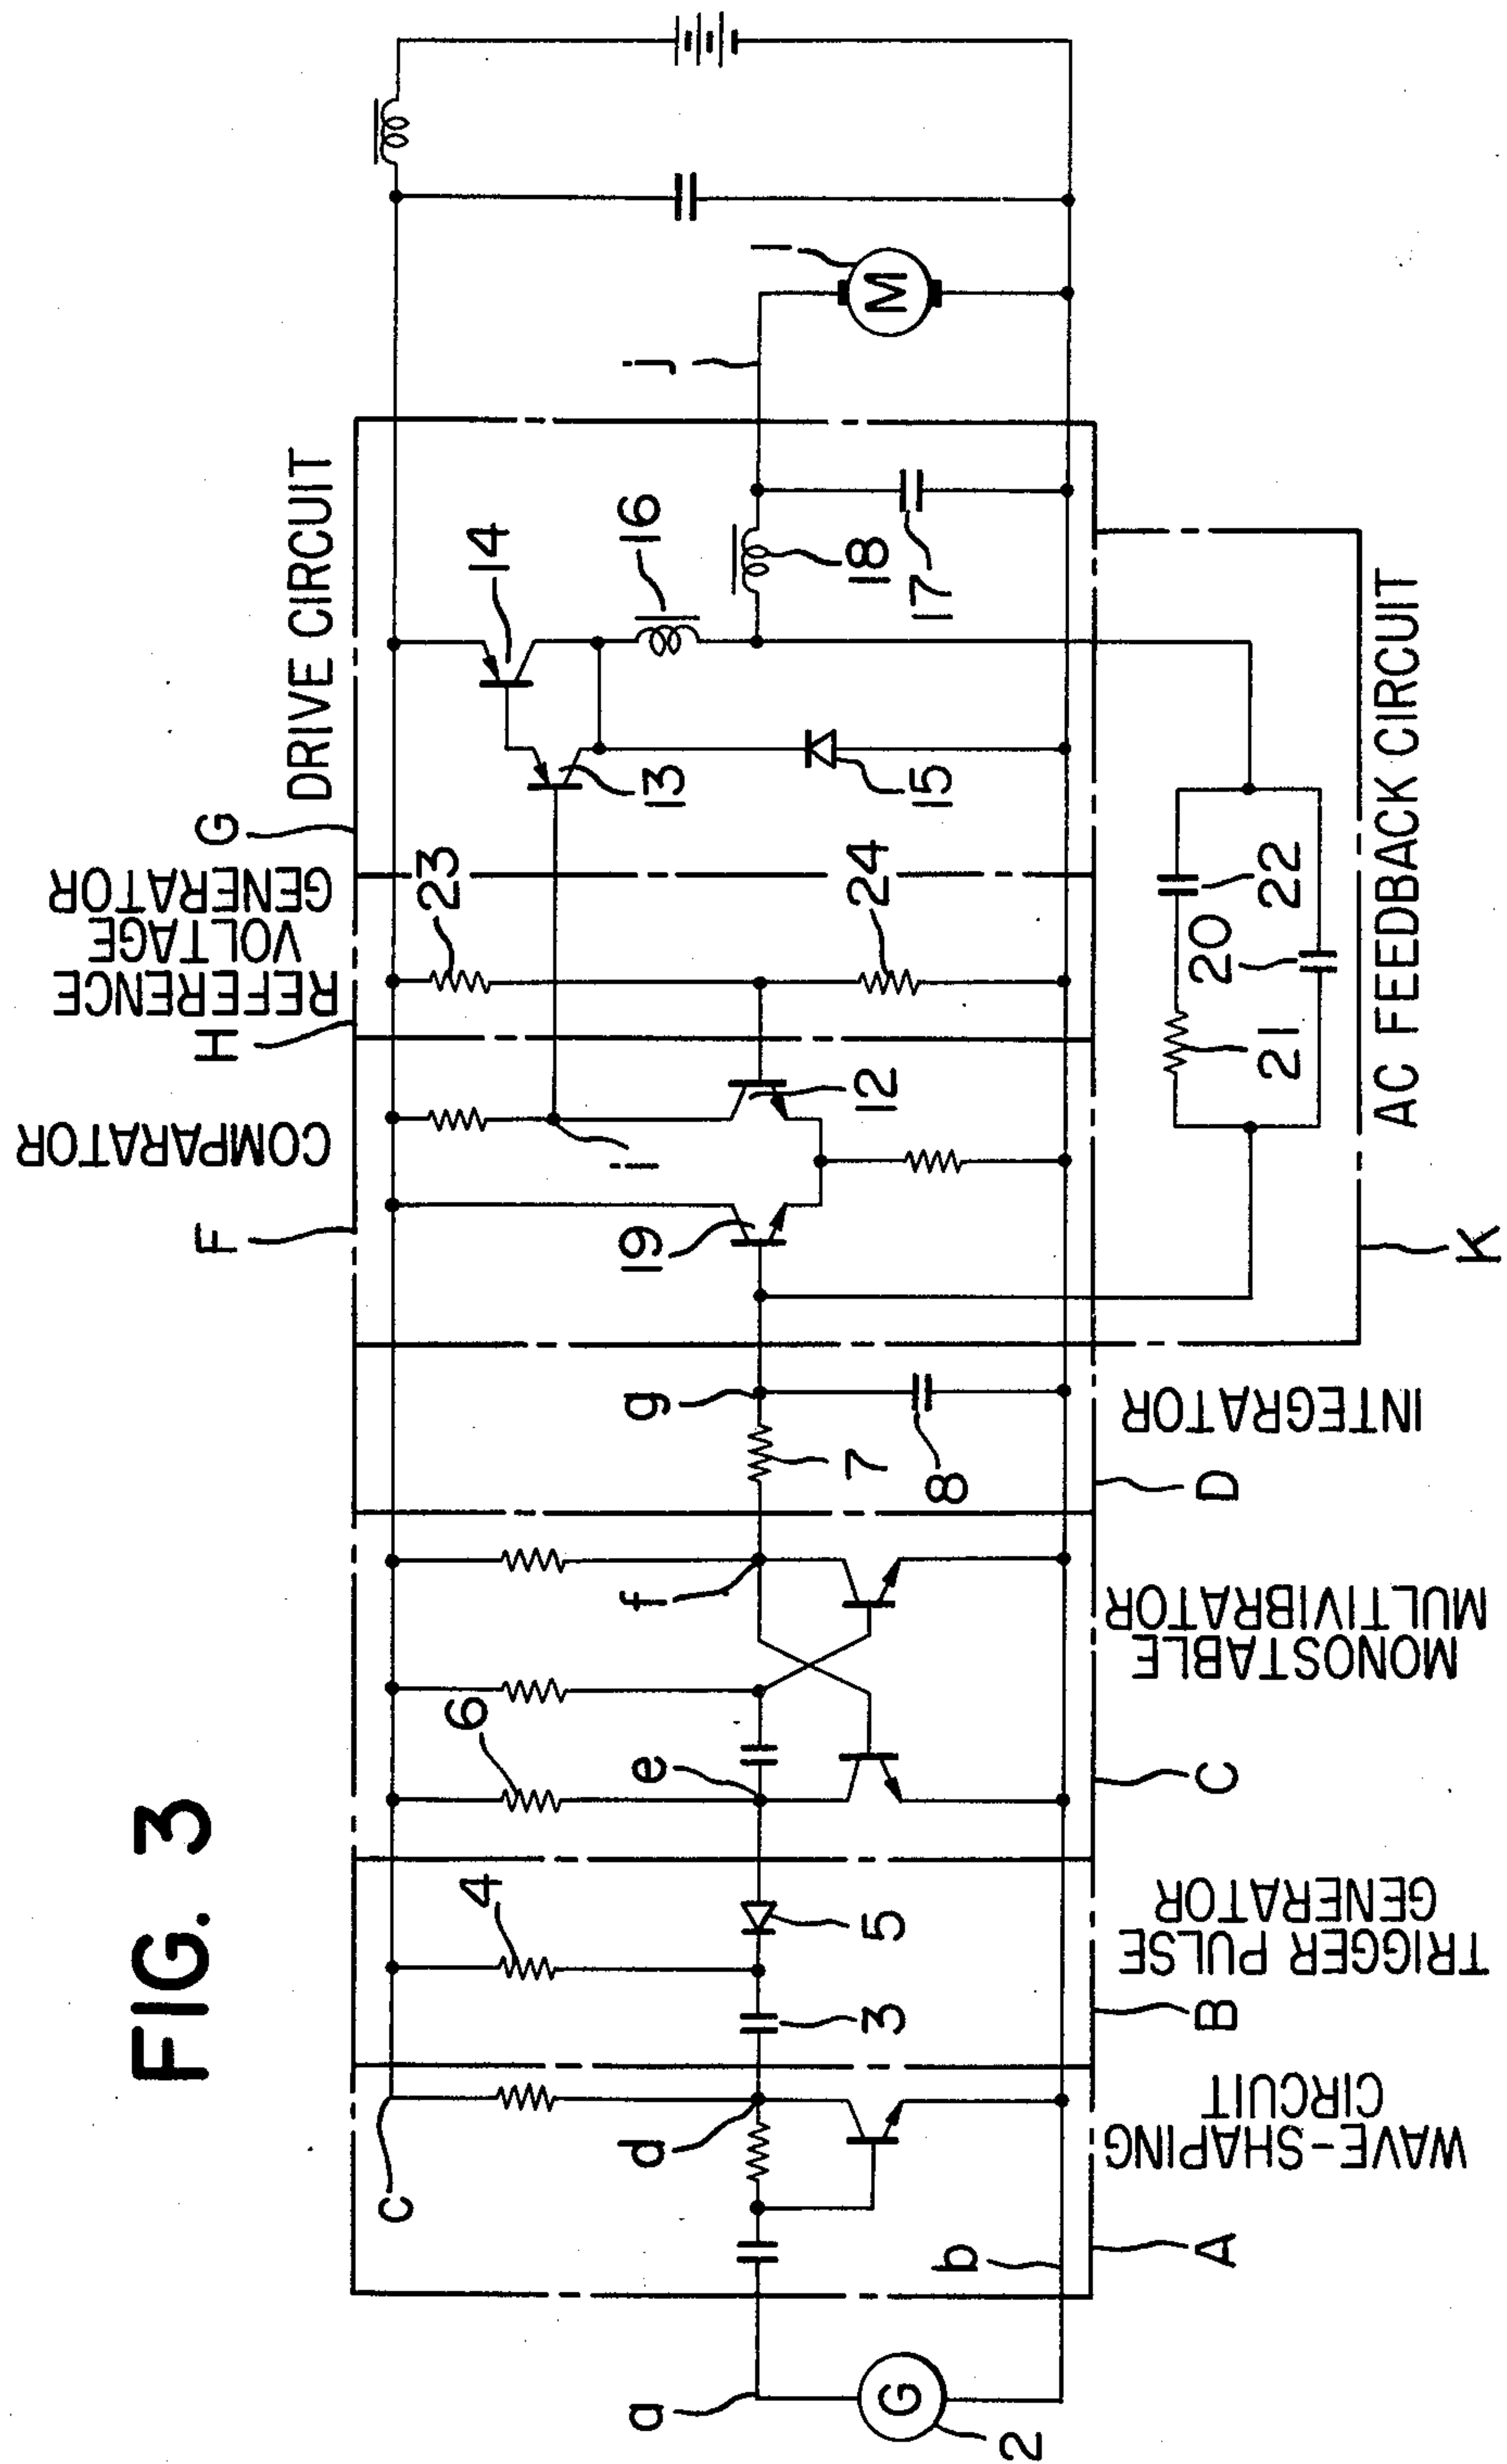 FIG. 3
DRIVE CIRCUIT
REFERENCE
VOLTAGE
GENERATOR
COMPARATOR
F
H
G
c
4
6
23
14
16
i
13
j
1
M
a
d
e
f
g
19
12
24
15
18
17
3
5
7
8
G
2
b
A
WAVE-SHAPING
CIRCUIT
B
TRIGGER PULSE
GENERATOR
C
MONOSTABLE
MULTIVIBRATOR
D
INTEGRATOR
21
20
22
K
AC FEEDBACK CIRCUIT